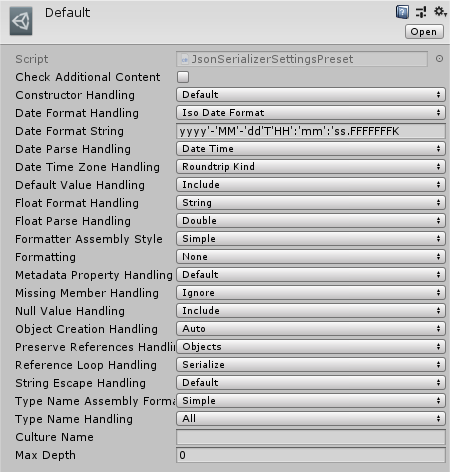 Default
Open
Script JsonSerializerSettingsPreset
Check Additional Content
Constructor Handling Default
Date Format Handling Iso Date Format
Date Format String yyyy'-'MM'-'dd'T'HH':'mm':'ss.FFFFFFFK
Date Parse Handling Date Time
Date Time Zone Handling Roundtrip Kind
Default Value Handling Include
Float Format Handling String
Float Parse Handling Double
Formatter Assembly Style Simple
Formatting None
Metadata Property Handling Default
Missing Member Handling Ignore
Null Value Handling Include
Object Creation Handling Auto
Preserve References Handlin Objects
Reference Loop Handling Serialize
String Escape Handling Default
Type Name Assembly Forma Simple
Type Name Handling All
Culture Name
Max Depth 0